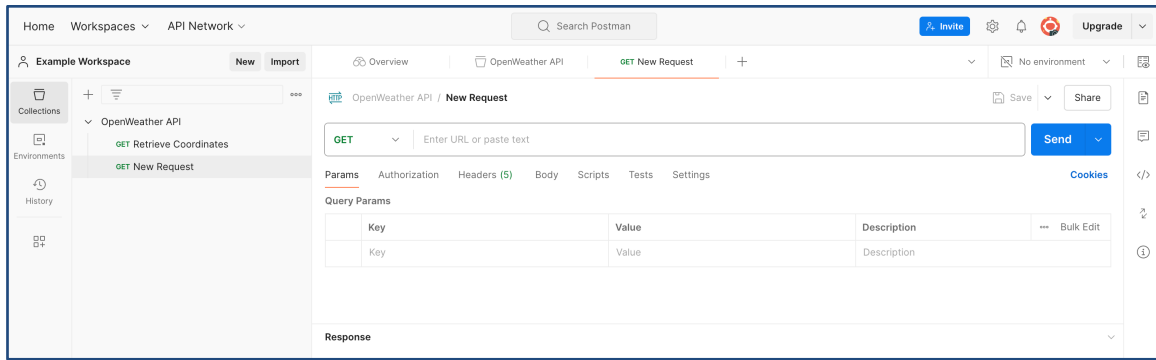 Home Workspaces API Network Search Postman Invite Upgrade
Example Workspace New Import Overview OpenWeather API GET New Request No environment
Collections
OpenWeather API / New Request Save Share
OpenWeather API
GET Retrieve Coordinates
GET New Request
Environments
History
GET Enter URL or paste text Send
Params Authorization Headers (5) Body Scripts Tests Settings Cookies
Query Params
Key Value Description Bulk Edit
Key Value Description
Response